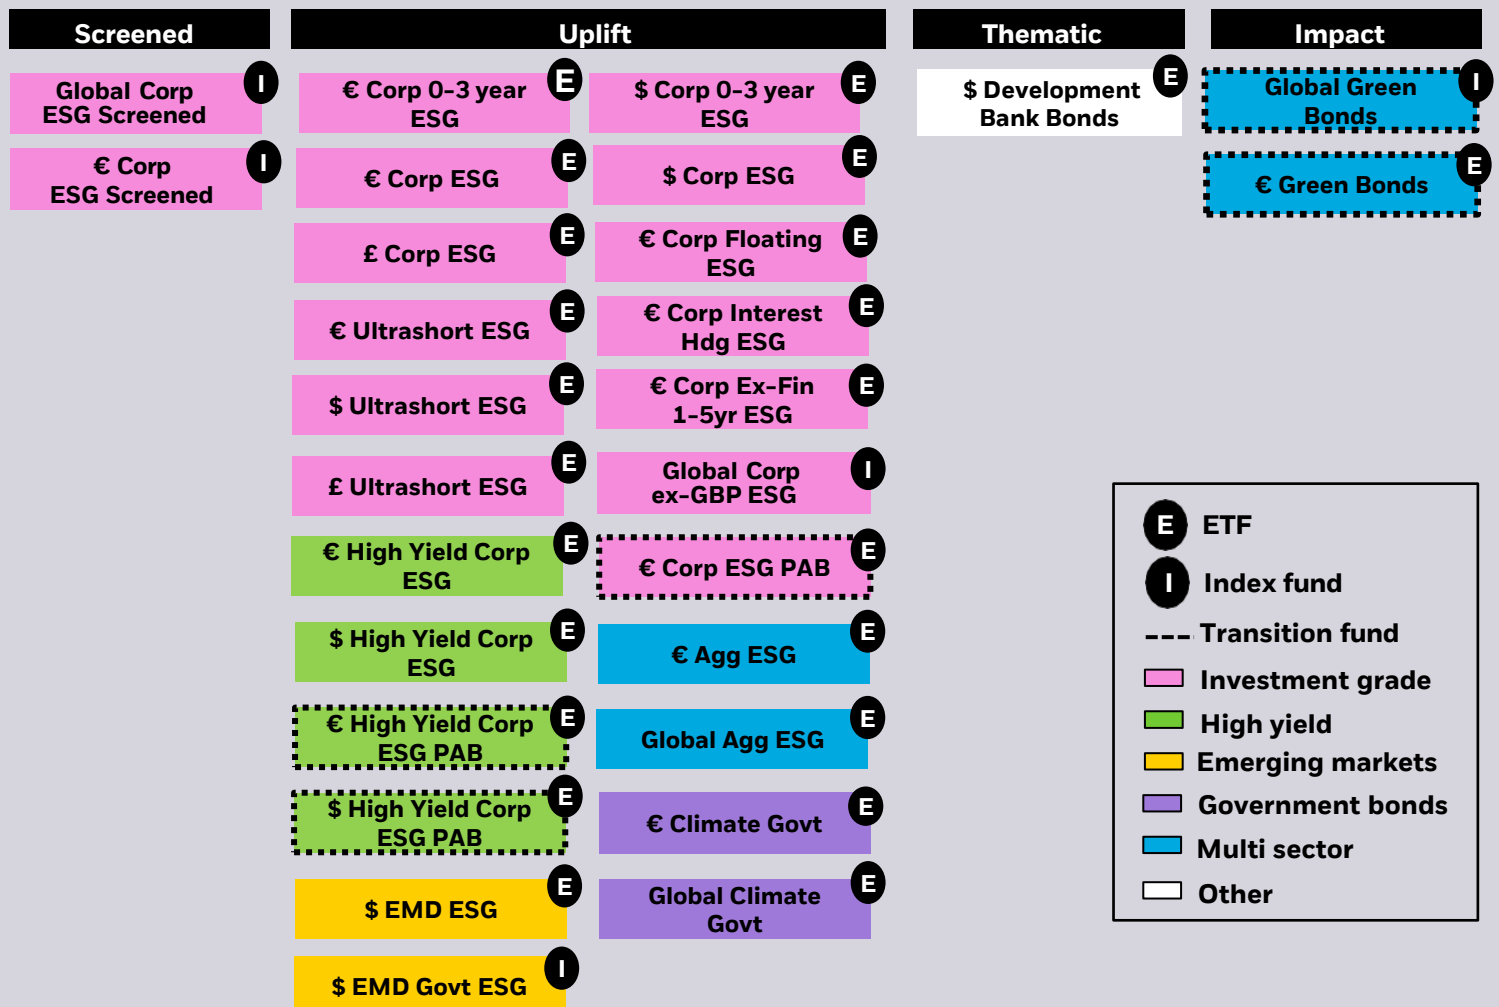 Screened
Global Corp
ESG Screened
I
€ Corp
ESG Screened
I
Uplift
€ Corp 0-3 year
ESG
E
€ Corp ESG
E
£ Corp ESG
E
€ Ultrashort ESG
E
$ Ultrashort ESG
E
£ Ultrashort ESG
E
€ High Yield Corp
ESG
E
$ High Yield Corp
ESG
E
€ High Yield Corp
ESG PAB
E
$ High Yield Corp
ESG PAB
E
$ EMD ESG
E
$ EMD Govt ESG
I
$ Corp 0-3 year
ESG
E
$ Corp ESG
E
€ Corp Floating
ESG
E
€ Corp Interest
Hdg ESG
E
€ Corp Ex-Fin
1-5yr ESG
E
Global Corp
ex-GBP ESG
I
€ Corp ESG PAB
E
€ Agg ESG
E
Global Agg ESG
E
€ Climate Govt
E
Global Climate
Govt
E
Thematic
$ Development
Bank Bonds
E
Impact
Global Green
Bonds
I
€ Green Bonds
E
E ETF
I Index fund
Transition fund
Investment grade
High yield
Emerging markets
Government bonds
Multi sector
Other